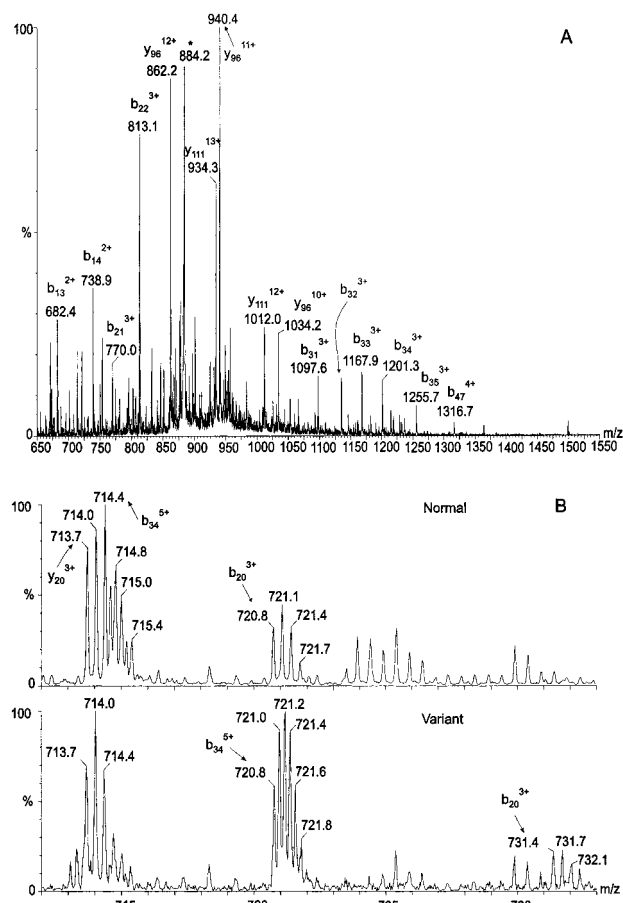 100
940.4
A
y96 12+
862.2
*
884.2
y96 11+
b22 3+
813.1
y111 13+
934.3
%
b14 2+
738.9
b13 2+
682.4
b21 3+
770.0
y111 12+
1012.0
y96 10+
1034.2
b31 3+
1097.6
b32 3+
b33 3+
1167.9
b34 3+
1201.3
b35 3+
1255.7
b47 4+
1316.7
0
650 700 750 800 850 900 950 1000 1050 1100 1150 1200 1250 1300 1350 1400 1450 1500 1550 m/z
100
714.4
Normal
B
714.0
b34 5+
713.7
y20 3+
714.8
715.0
715.4
%
b20 3+
721.1
720.8
721.4
721.7
0
100
714.0
721.2
Variant
721.0
721.4
713.7
714.4
b34 5+
720.8
721.6
721.8
%
b20 3+
731.4
731.7
732.1
0
m/z